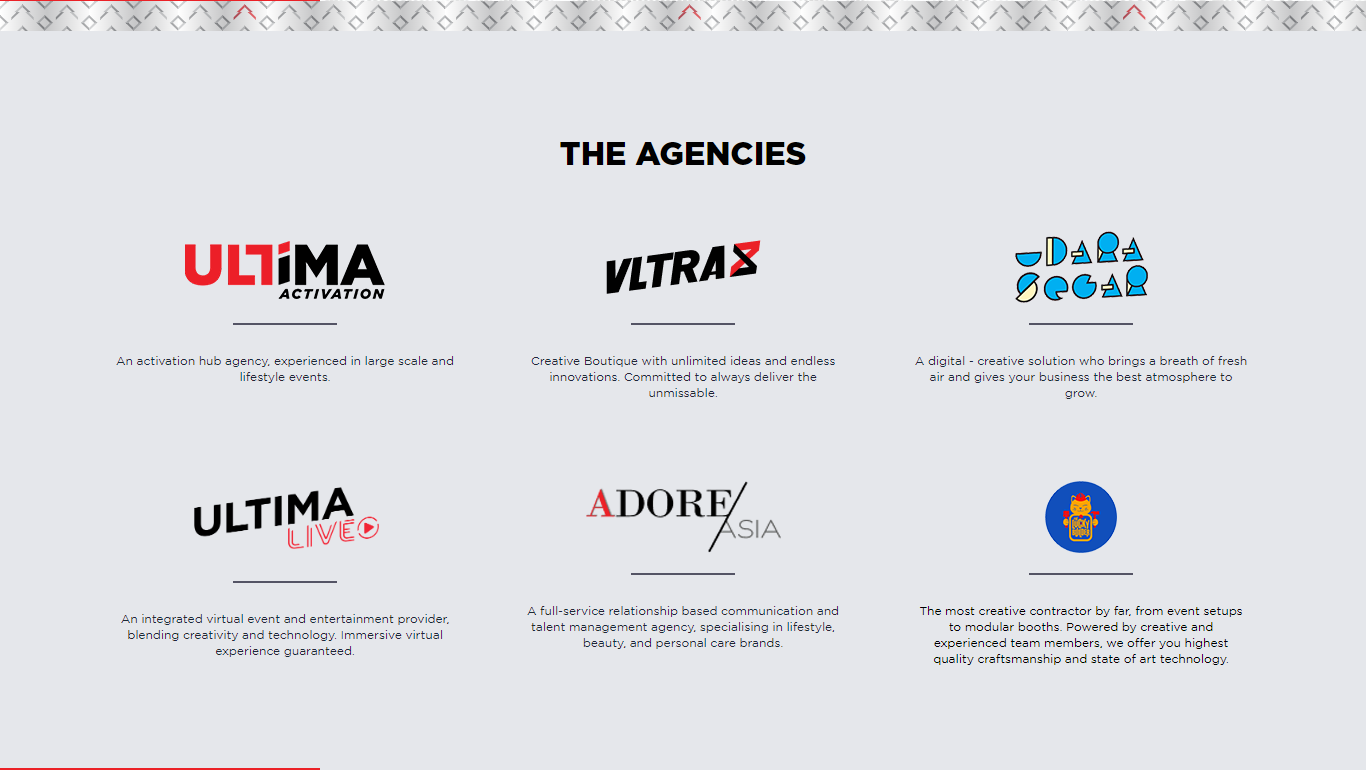 THE AGENCIES
ULTiMA
ACTIVATION
VLTRAZ
UDARA
SEGAR
An activation hub agency, experienced in large scale and
lifestyle events.
Creative Boutique with unlimited ideas and endless
innovations. Committed to always deliver the
unmissable.
A digital - creative solution who brings a breath of fresh
air and gives your business the best atmosphere to
grow.
ULTIMA
LIVE
ADORE
ASIA
LUCKY
An integrated virtual event and entertainment provider,
blending creativity and technology. Immersive virtual
experience guaranteed.
A full-service relationship based communication and
talent management agency, specialising in lifestyle,
beauty, and personal care brands.
The most creative contractor by far, from event setups
to modular booths. Powered by creative and
experienced team members, we offer you highest
quality craftsmanship and state of art technology.